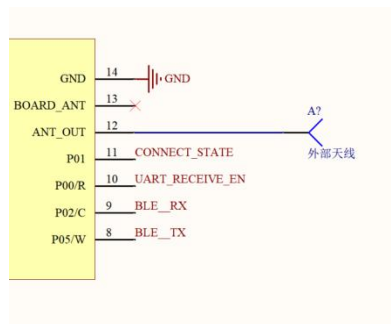 GND 14 GND
BOARD_ANT 13
A?
ANT_OUT 12
外部天线
P01 11 CONNECT_STATE
P00/R 10 UART_RECEIVE_EN
P02/C 9 BLE__RX
P05/W 8 BLE__TX